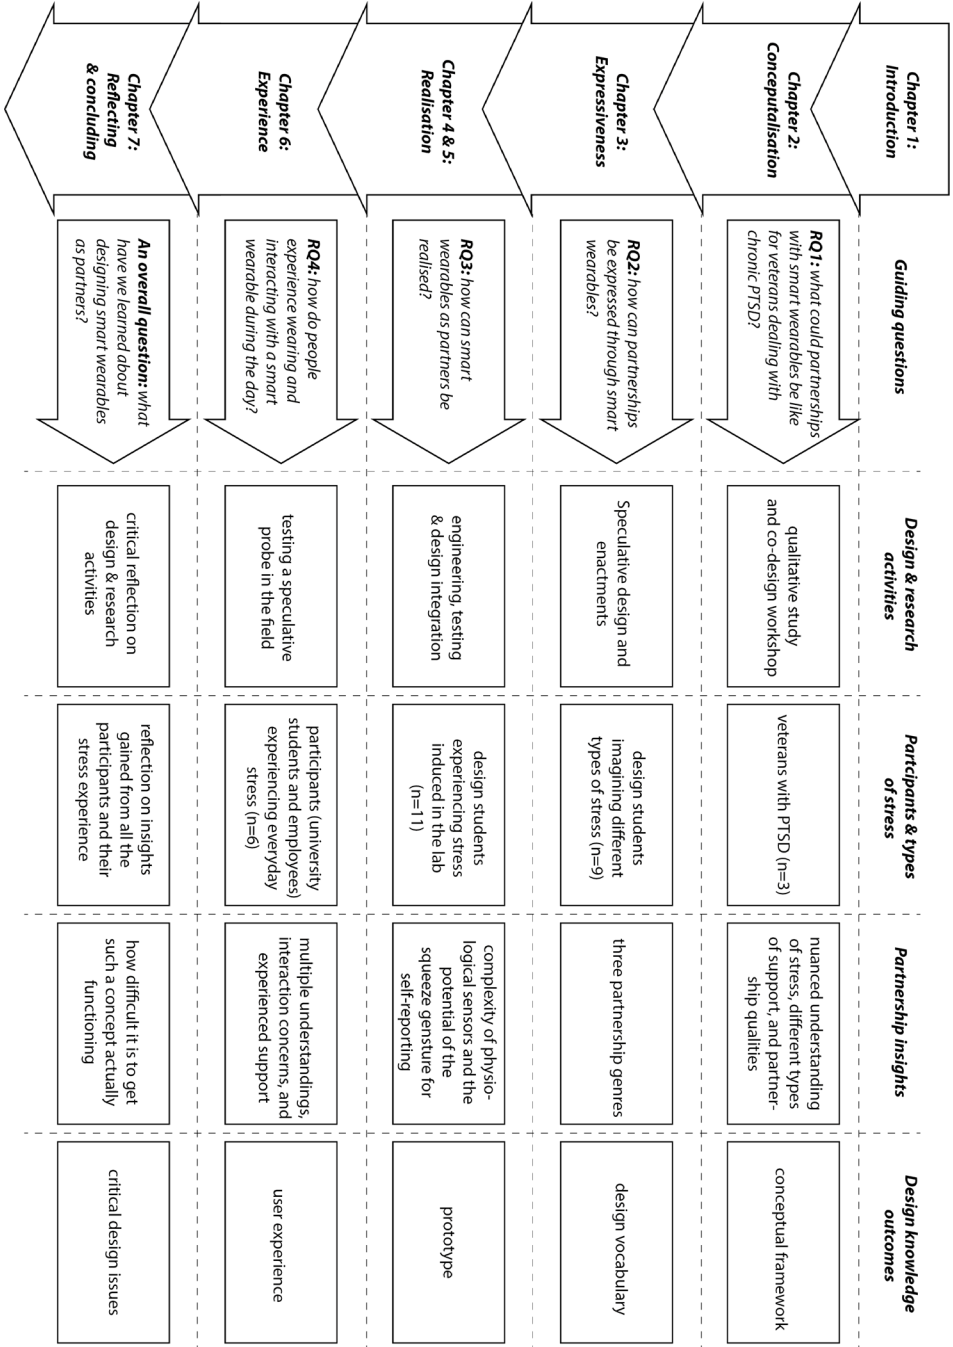 Chapter 1:
Introduction
Guiding questions
Design & research
activities
Partcipants & types
of stress
Partnership insights
Design knowledge
outcomes
Chapter 2:
Conceputalisation
RQ1: what could partnerships
with smart wearables be like
for veterans dealing with
chronic PTSD?
qualitative study
and co-design workshop
veterans with PTSD (n=3)
nuanced understanding
of stress, different types
of support, and partner-
ship qualities
conceptual framework
Chapter 3:
Expressiveness
RQ2: how can partnerships
be expressed through smart
wearables?
Speculative design and
enactments
design students
imagining different
types of stress (n=9)
three partnership genres
design vocabulary
Chapter 4 & 5:
Realisation
RQ3: how can smart
wearables as partners be
realised?
engineering, testing
& design integration
design students
experiencing stress
induced in the lab
(n=11)
complexity of physio-
logical sensors and the
potential of the
squeeze gensture for
self-reporting
prototype
Chapter 6:
Experience
RQ4: how do people
experience wearing and
interacting with a smart
wearable during the day?
testing a speculative
probe in the field
participants (university
students and employees)
experiencing everyday
stress (n=6)
multiple understandings,
interaction concerns, and
experienced support
user experience
Chapter 7:
Reflecting
& concluding
An overall question: what
have we learned about
designing smart wearables
as partners?
critical reflection on
design & research
activities
reflection on insights
gained from all the
participants and their
stress experience
how difficult it is to get
such a concept actually
functioning
critical design issues